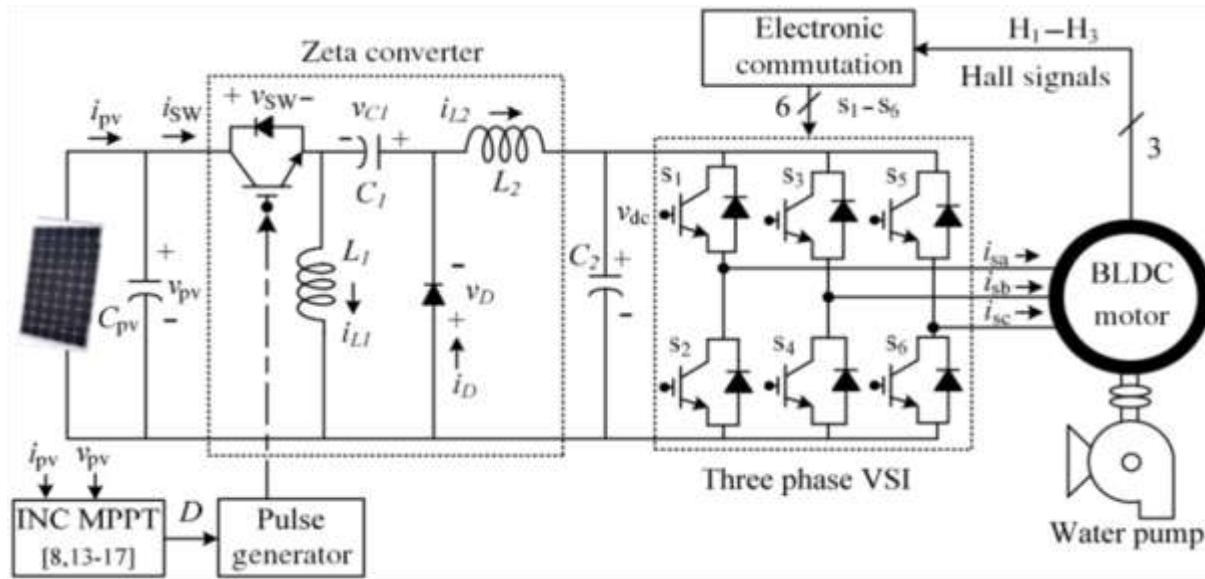 Electronic
commutation
H1−H3
Hall signals
Zeta converter
6
s1−s6
3
ipv
iSW
+ vSW −
vC1
− +
iL2
C1
L2
s1
s3
s5
vdc
L1
iL1
+
vpv
−
Cpv
−
vD
+
iD
C2
+
−
isa
isb
isc
BLDC
motor
s2
s4
s6
ipv
vpv
INC MPPT
[8,13-17]
D
Pulse
generator
Three phase VSI
Water pump